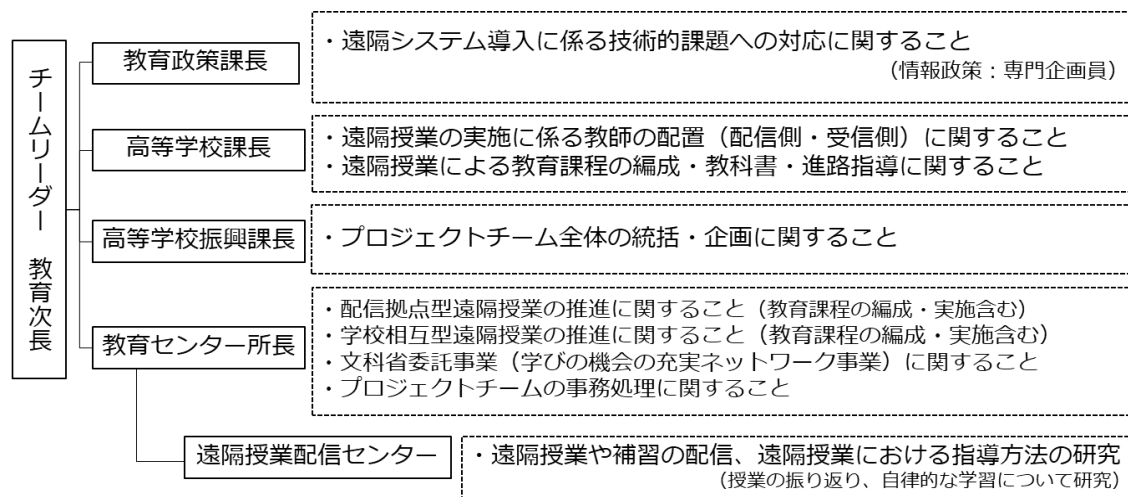 チームリーダー　教育次長
教育政策課長
・遠隔システム導入に係る技術的課題への対応に関すること
（情報政策：専門企画員）
高等学校課長
・遠隔授業の実施に係る教師の配置（配信側・受信側）に関すること
・遠隔授業による教育課程の編成・教科書・進路指導に関すること
高等学校振興課長
・プロジェクトチーム全体の統括・企画に関すること
教育センター所長
・配信拠点型遠隔授業の推進に関すること（教育課程の編成・実施含む）
・学校相互型遠隔授業の推進に関すること（教育課程の編成・実施含む）
・文科省委託事業（学びの機会の充実ネットワーク事業）に関すること
・プロジェクトチームの事務処理に関すること
遠隔授業配信センター
・遠隔授業や補習の配信、遠隔授業における指導方法の研究
（授業の振り返り、自律的な学習について研究）